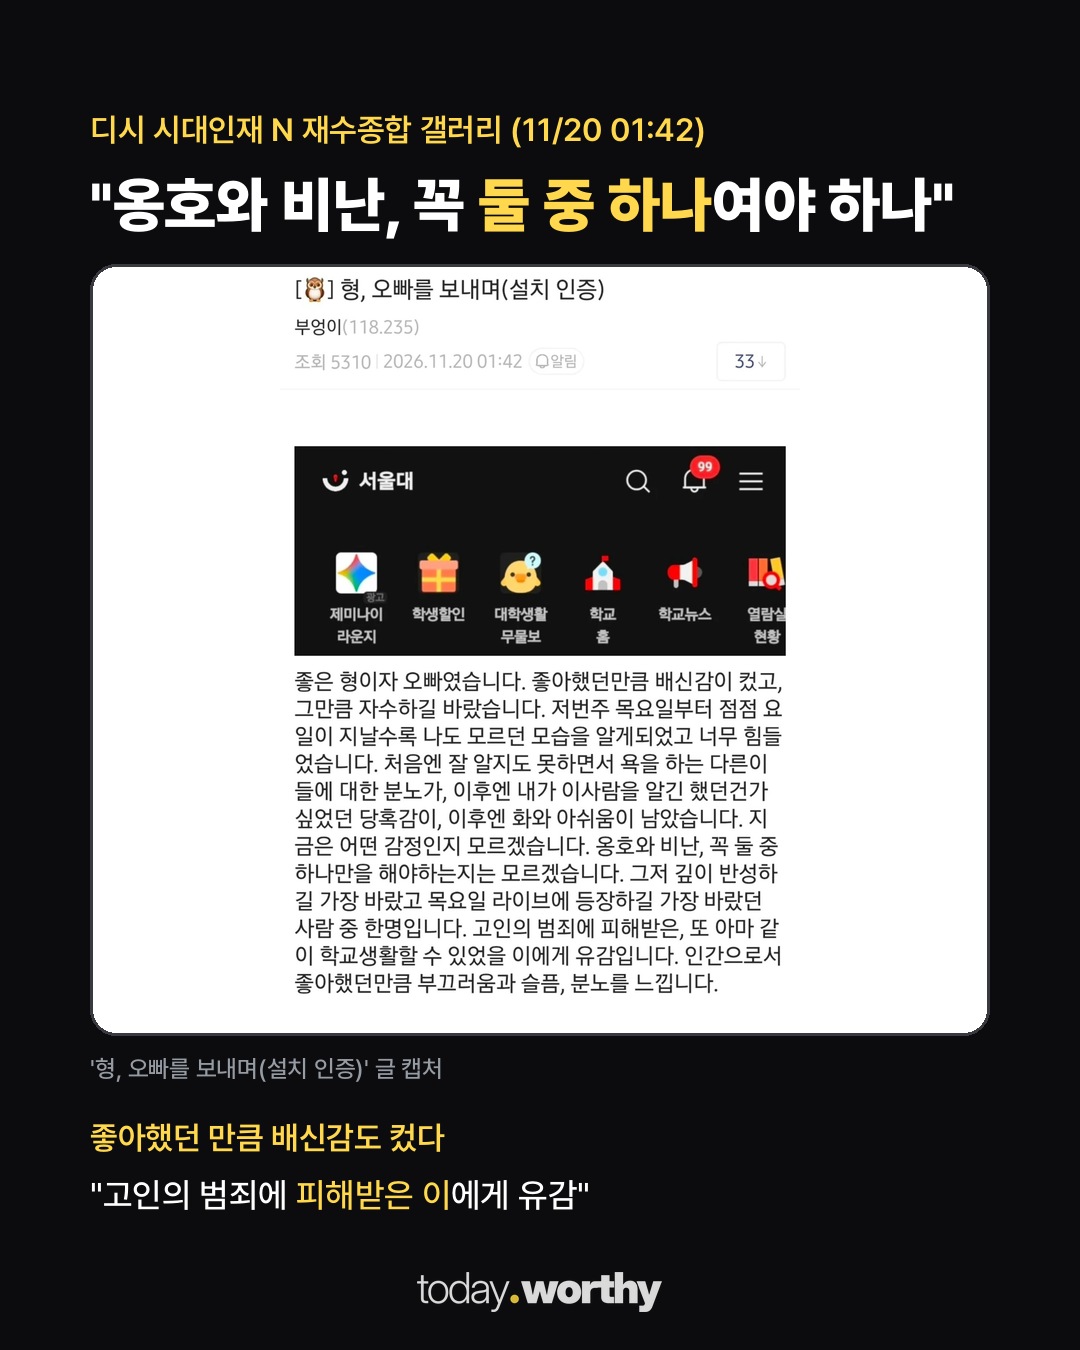 디시 시대인재 N 재수종합 갤러리 (11/20 01:42)
"옹호와 비난, 꼭 둘 중 하나여야 하나"
[🦉] 형, 오빠를 보내며(설치 인증)
부엉이(118.235)
조회 5310 | 2026.11.20 01:42 알림
33↓
서울대
99
광고
제미나이 라운지
학생할인
?
대학생활 무물보
학교 홈
학교뉴스
열람실 현황
좋은 형이자 오빠였습니다. 좋아했던만큼 배신감이 컸고,
그만큼 자수하길 바랐습니다. 저번주 목요일부터 점점 요
일이 지날수록 나도 모르던 모습을 알게되었고 너무 힘들
었습니다. 처음엔 잘 알지도 못하면서 욕을 하는 다른이
들에 대한 분노가, 이후엔 내가 이사람을 알긴 했던건가
싶었던 당혹감이, 이후엔 화와 아쉬움이 남았습니다. 지
금은 어떤 감정인지 모르겠습니다. 옹호와 비난, 꼭 둘 중
하나만을 해야하는지는 모르겠습니다. 그저 깊이 반성하
길 가장 바랐고 목요일 라이브에 등장하길 가장 바랐던
사람 중 한명입니다. 고인의 범죄에 피해받은, 또 아마 같
이 학교생활할 수 있었을 이에게 유감입니다. 인간으로서
좋아했던만큼 부끄러움과 슬픔, 분노를 느낍니다.
'형, 오빠를 보내며(설치 인증)' 글 캡처
좋아했던 만큼 배신감도 컸다
"고인의 범죄에 피해받은 이에게 유감"
today.worthy